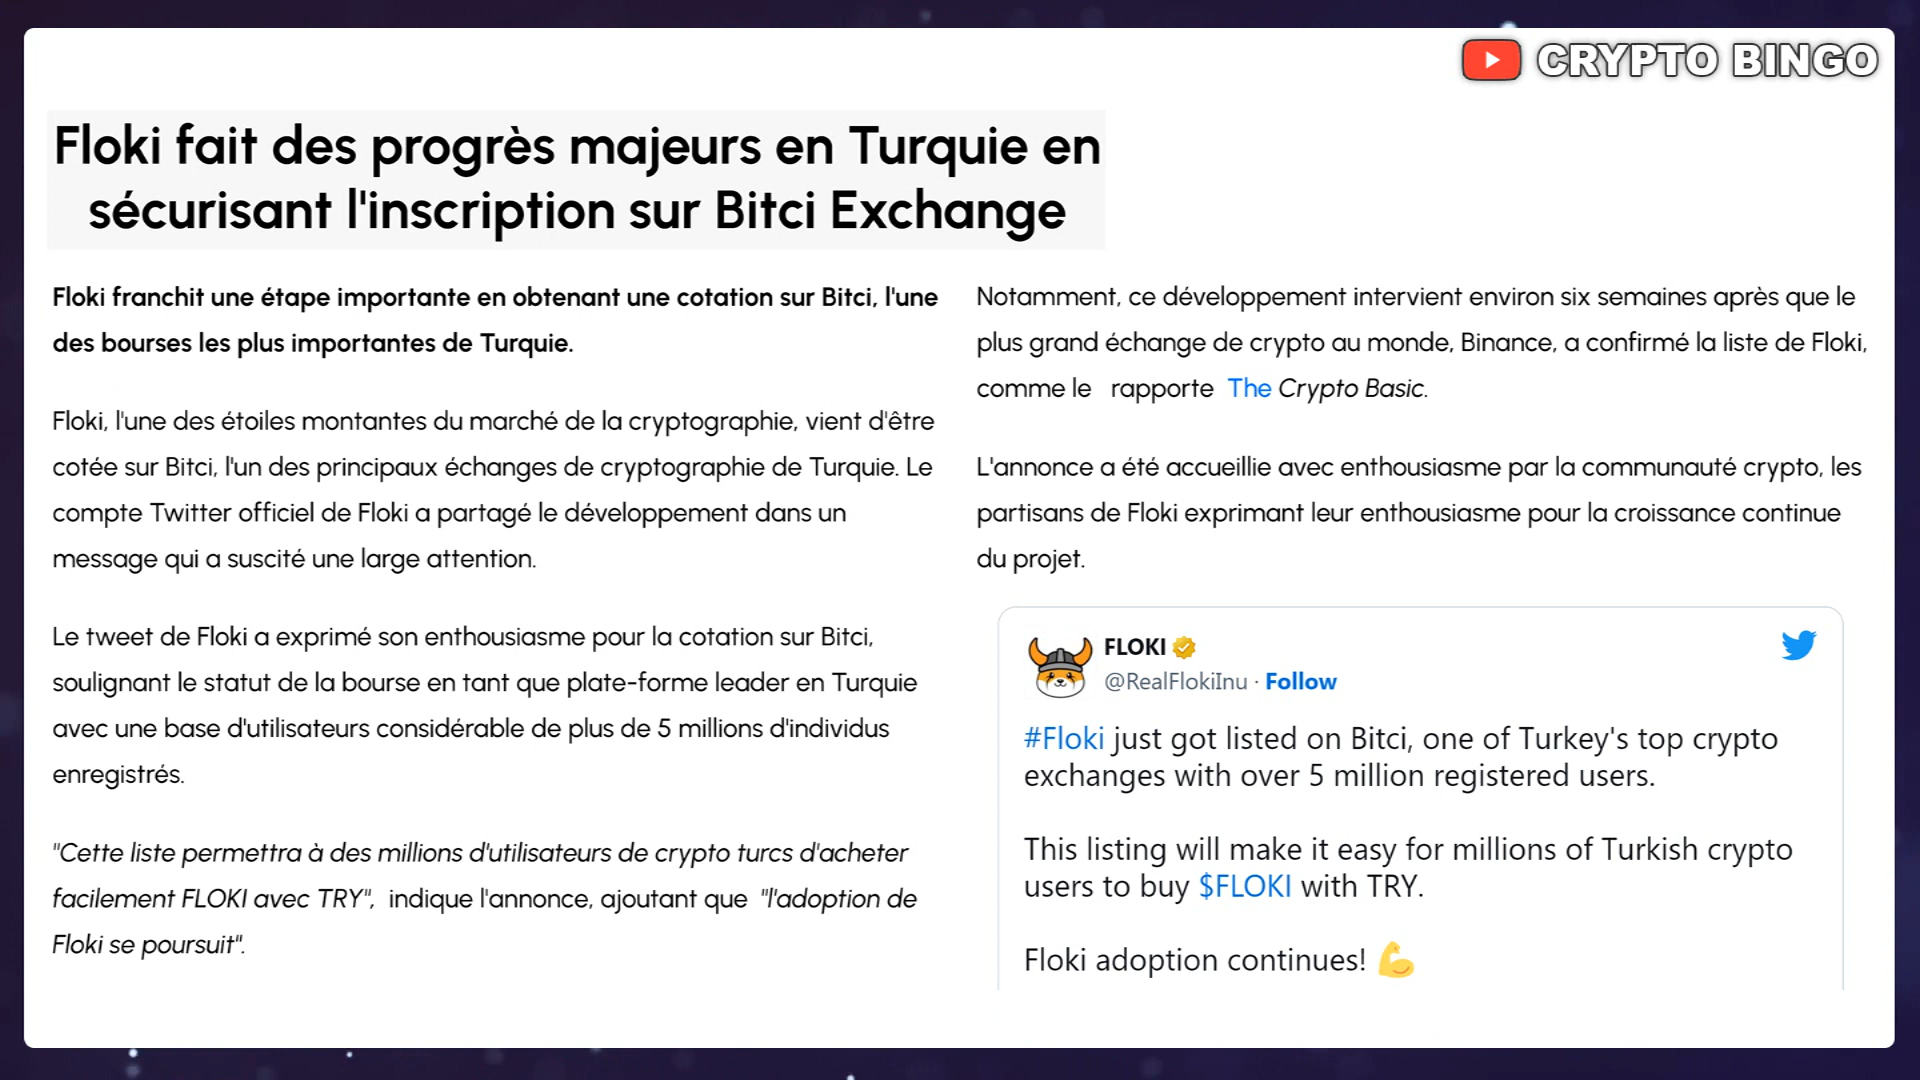 CRYPTO BINGO
Floki fait des progrès majeurs en Turquie en
sécurisant l'inscription sur Bitci Exchange
Floki franchit une étape importante en obtenant une cotation sur Bitci, l'une
des bourses les plus importantes de Turquie.
Floki, l'une des étoiles montantes du marché de la cryptographie, vient d'être
cotée sur Bitci, l'un des principaux échanges de cryptographie de Turquie. Le
compte Twitter officiel de Floki a partagé le développement dans un
message qui a suscité une large attention.
Le tweet de Floki a exprimé son enthousiasme pour la cotation sur Bitci,
soulignant le statut de la bourse en tant que plate-forme leader en Turquie
avec une base d'utilisateurs considérable de plus de 5 millions d'individus
enregistrés.
"Cette liste permettra à des millions d'utilisateurs de crypto turcs d'acheter
facilement FLOKI avec TRY", indique l'annonce, ajoutant que "l'adoption de
Floki se poursuit".
Notamment, ce développement intervient environ six semaines après que le
plus grand échange de crypto au monde, Binance, a confirmé la liste de Floki,
comme le rapporte The Crypto Basic.
L'annonce a été accueillie avec enthousiasme par la communauté crypto, les
partisans de Floki exprimant leur enthousiasme pour la croissance continue
du projet.
FLOKI
@RealFlokiInu · Follow
#Floki just got listed on Bitci, one of Turkey's top crypto
exchanges with over 5 million registered users.
This listing will make it easy for millions of Turkish crypto
users to buy $FLOKI with TRY.
Floki adoption continues! 💪